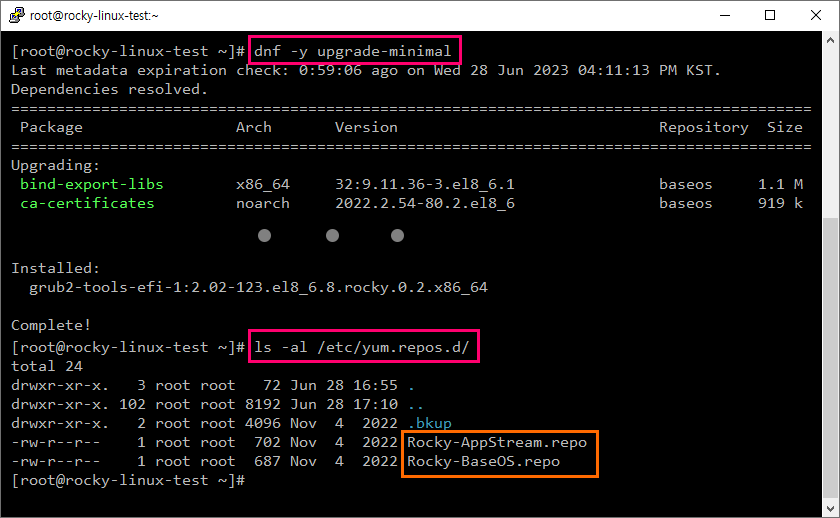 root@rocky-linux-test:~
[root@rocky-linux-test ~]# dnf -y upgrade-minimal
Last metadata expiration check: 0:59:06 ago on Wed 28 Jun 2023 04:11:13 PM KST.
Dependencies resolved.
================================================================================
Package Arch Version Repository Size
================================================================================
Upgrading:
bind-export-libs x86_64 32:9.11.36-3.el8_6.1 baseos 1.1 M
ca-certificates noarch 2022.2.54-80.2.el8_6 baseos 919 k
Installed:
grub2-tools-efi-1:2.02-123.el8_6.8.rocky.0.2.x86_64
Complete!
[root@rocky-linux-test ~]# ls -al /etc/yum.repos.d/
total 24
drwxr-xr-x. 3 root root 72 Jun 28 16:55 .
drwxr-xr-x. 102 root root 8192 Jun 28 17:10 ..
drwxr-xr-x. 2 root root 4096 Nov 4 2022 .bkup
-rw-r--r-- 1 root root 702 Nov 4 2022 Rocky-AppStream.repo
-rw-r--r-- 1 root root 687 Nov 4 2022 Rocky-BaseOS.repo
[root@rocky-linux-test ~]#